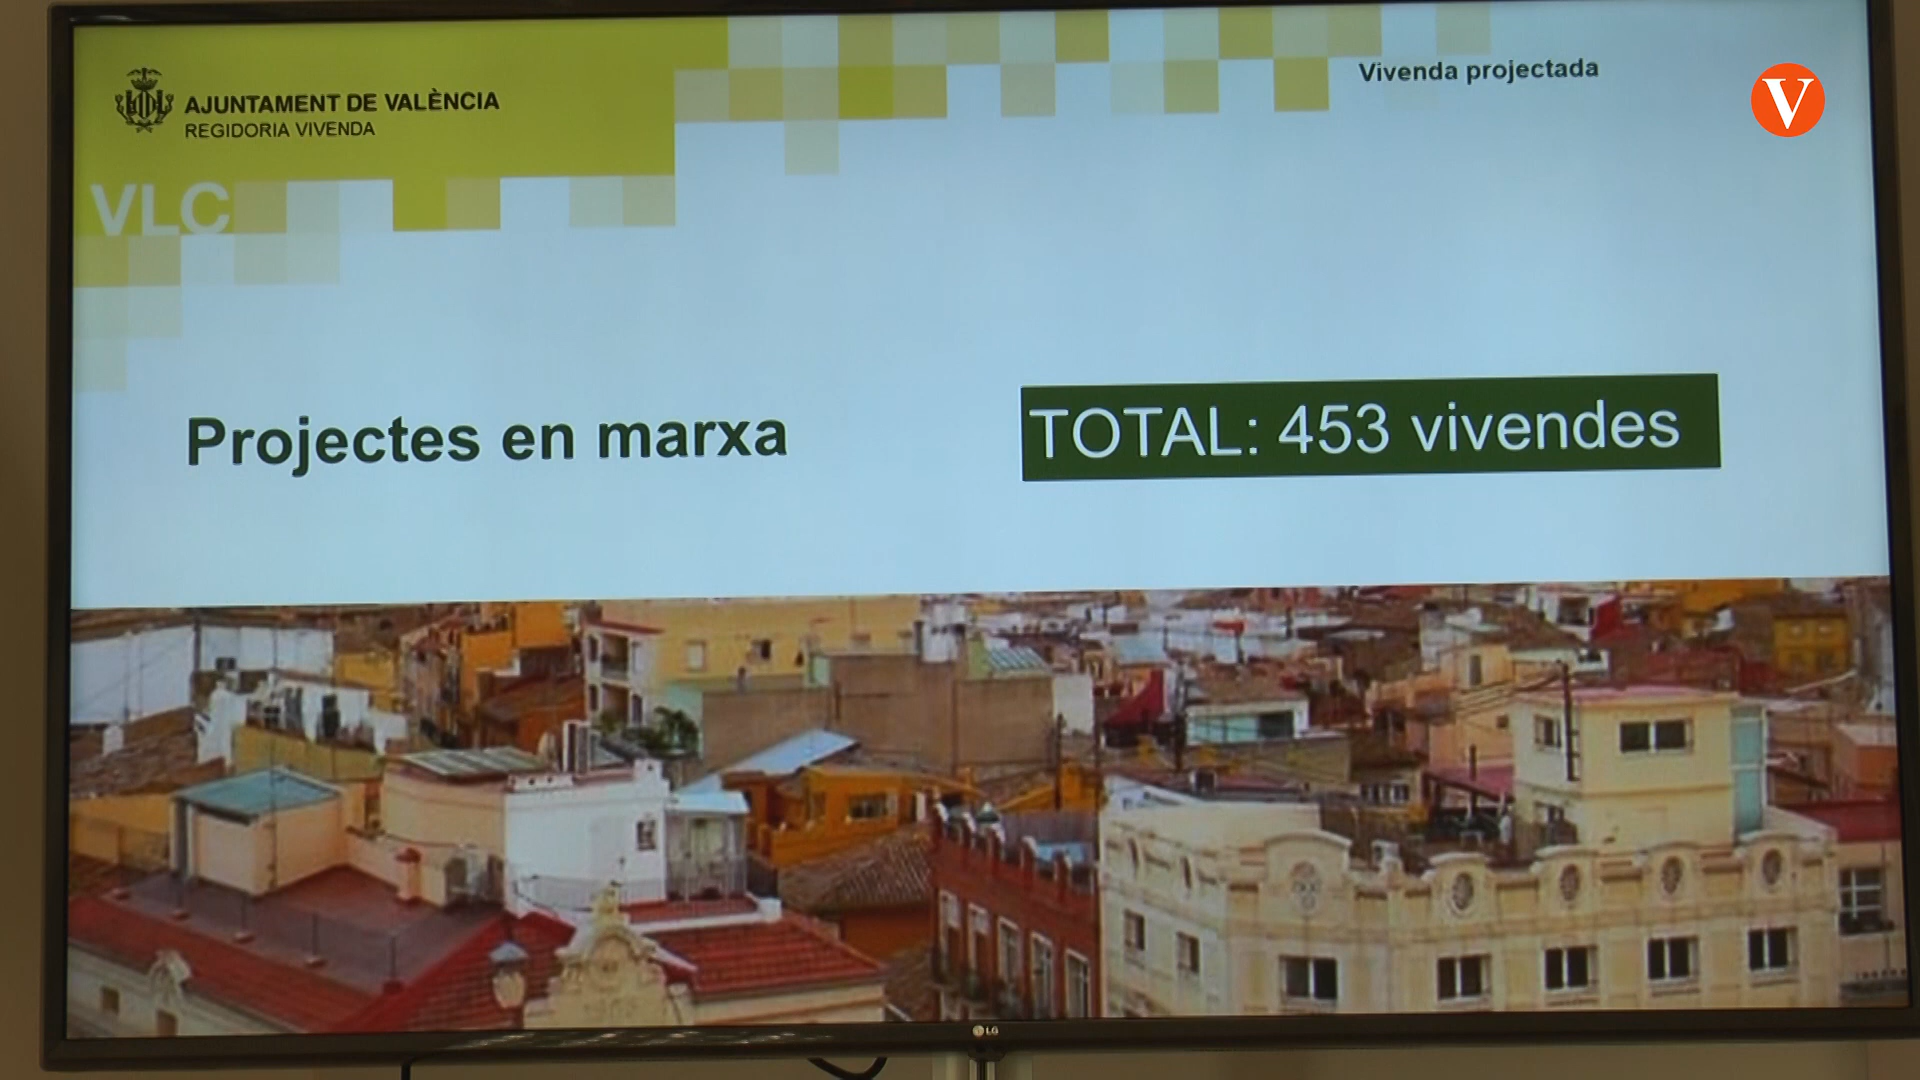 AJUNTAMENT DE VALÈNCIA
REGIDORIA VIVENDA
VLC
Vivenda projectada
V
Projectes en marxa
TOTAL: 453 vivendes
LG